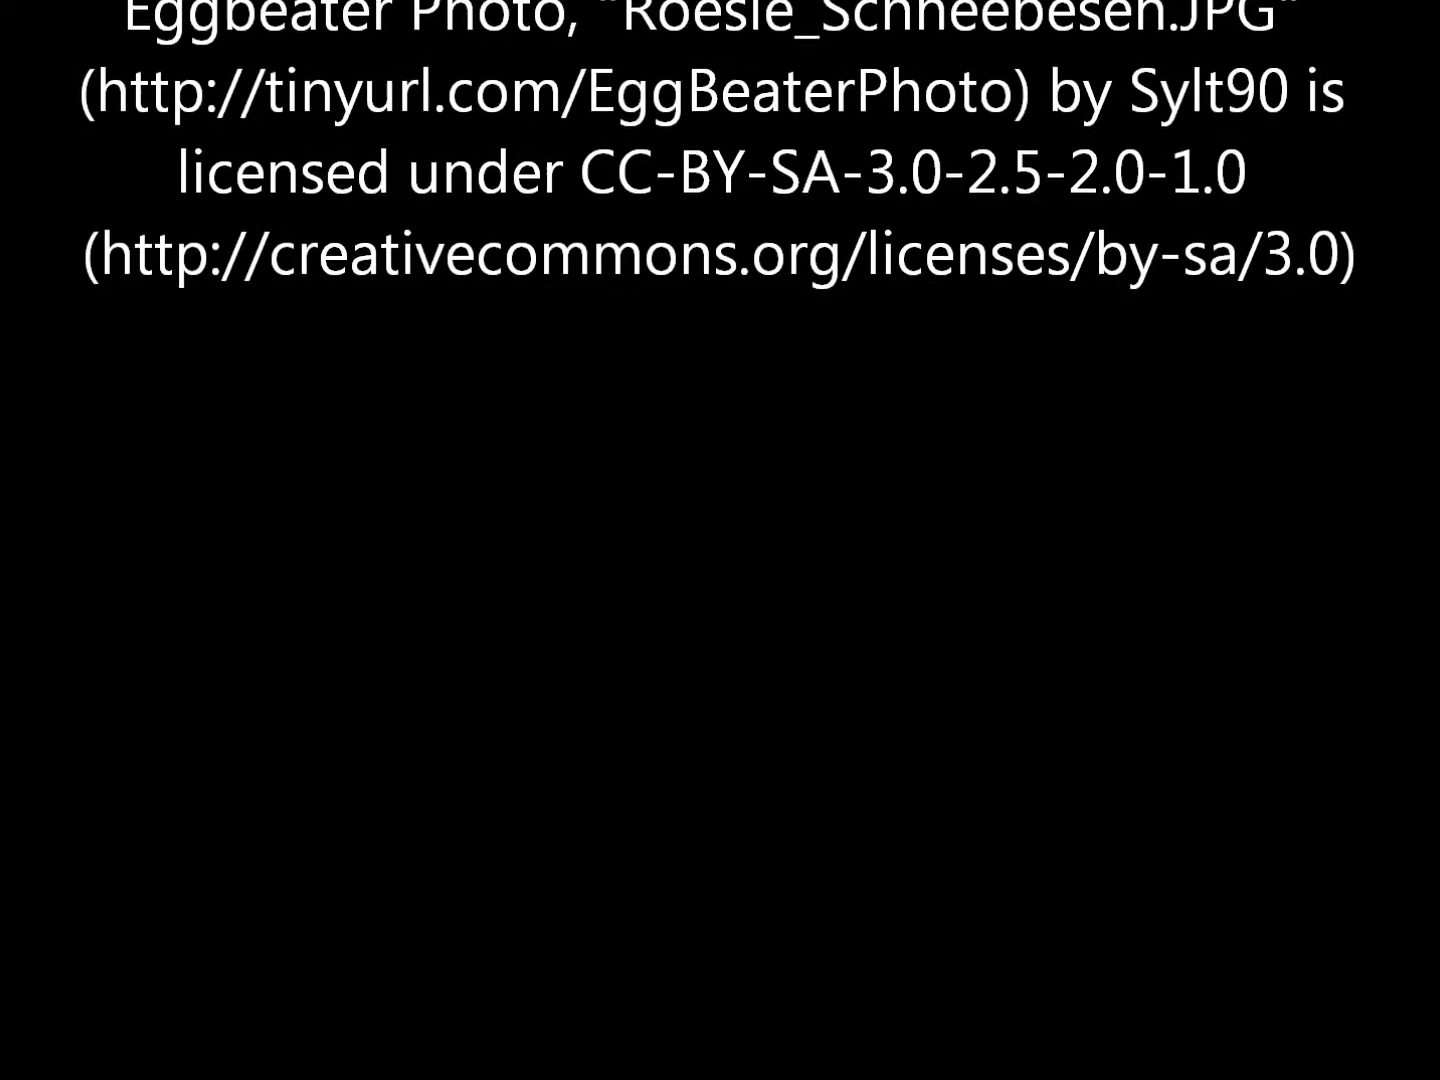 Eggbeater Photo, "Roesle_Schneebesen.JPG"
(http://tinyurl.com/EggBeaterPhoto) by Sylt90 is
licensed under CC-BY-SA-3.0-2.5-2.0-1.0
(http://creativecommons.org/licenses/by-sa/3.0)